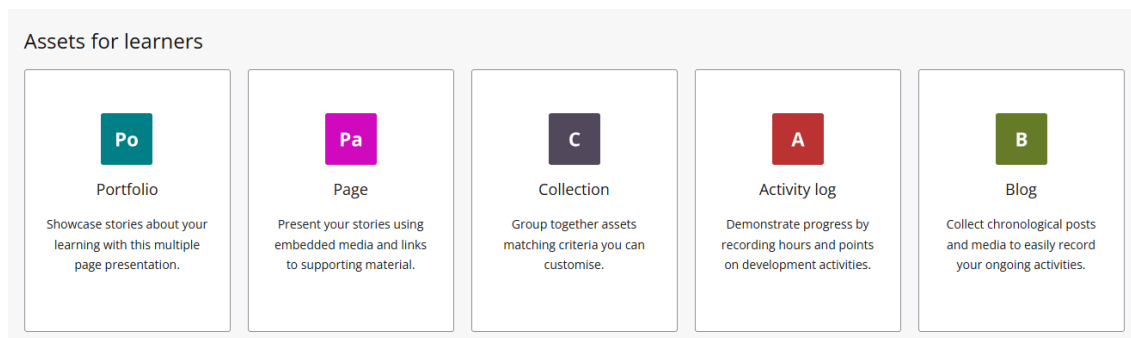 Assets for learners
Po
Portfolio
Showcase stories about your
learning with this multiple
page presentation.
Pa
Page
Present your stories using
embedded media and links
to supporting material.
C
Collection
Group together assets
matching criteria you can
customise.
A
Activity log
Demonstrate progress by
recording hours and points
on development activities.
B
Blog
Collect chronological posts
and media to easily record
your ongoing activities.